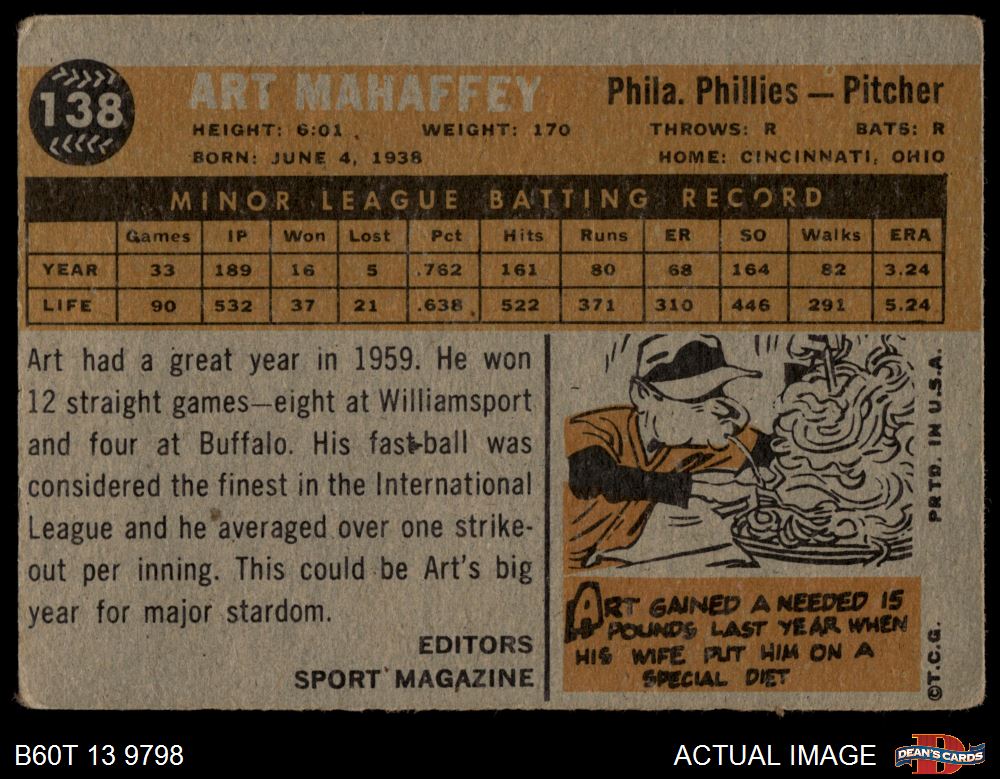 138
ART MAHAFFEY
Phila. Phillies — Pitcher
HEIGHT: 6:01 WEIGHT: 170 THROWS: R BATS: R
BORN: JUNE 4, 1938 HOME: CINCINNATI, OHIO
MINOR LEAGUE BATTING RECORD
Games IP Won Lost Pct Hits Runs ER SO Walks ERA
YEAR 33 189 16 5 .762 161 80 68 164 82 3.24
LIFE 90 532 37 21 .638 522 371 310 446 291 5.24
Art had a great year in 1959. He won
12 straight games—eight at Williamsport
and four at Buffalo. His fast-ball was
considered the finest in the International
League and he averaged over one strike-
out per inning. This could be Art's big
year for major stardom.
EDITORS
SPORT MAGAZINE
ART GAINED A NEEDED 15
POUNDS LAST YEAR WHEN
HIS WIFE PUT HIM ON A
SPECIAL DIET
PRTD. IN U.S.A.
©T.C.G.
B60T 13 9798
ACTUAL IMAGE
DEAN'S CARDS